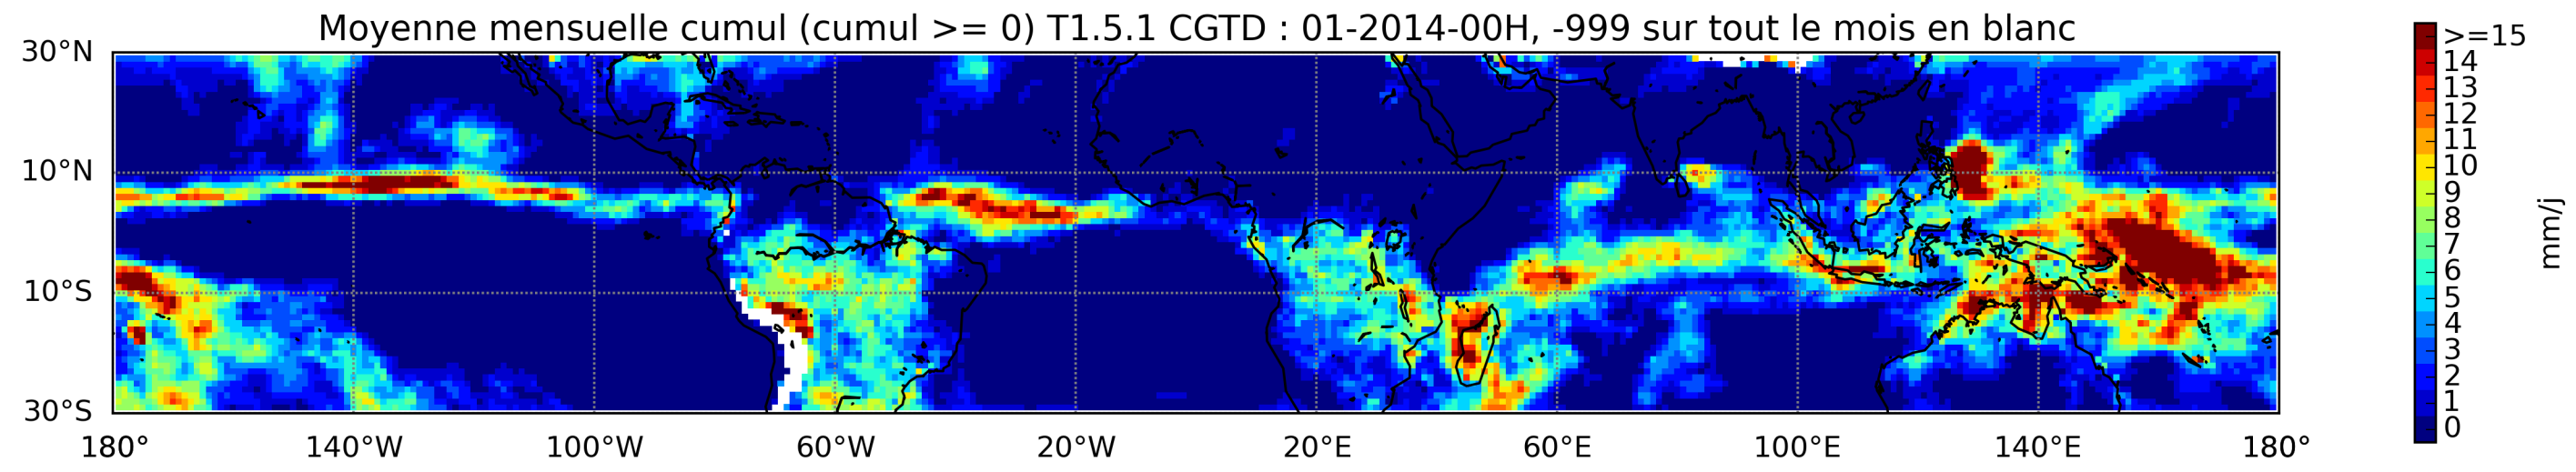 Moyenne mensuelle cumul (cumul >= 0) T1.5.1 CGTD : 01-2014-00H, -999 sur tout le mois en blanc
30°N
10°N
10°S
30°S
180°
140°W
100°W
60°W
20°W
20°E
60°E
100°E
140°E
180°
>=15
14
13
12
11
10
9
8
7
6
5
4
3
2
1
0
mm/j